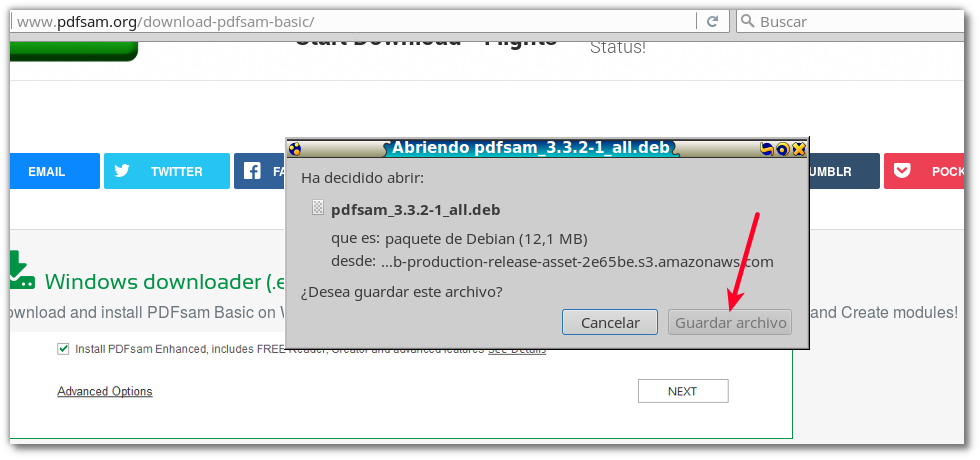 www.pdfsam.org/download-pdfsam-basic/
Buscar
Start Download - Flights
Status!
EMAIL
TWITTER
FA
UMBLR
POCK
Abriendo pdfsam_3.3.2-1_all.deb
Ha decidido abrir:
pdfsam_3.3.2-1_all.deb
que es: paquete de Debian (12,1 MB)
desde: ...b-production-release-asset-2e65be.s3.amazonaws.com
¿Desea guardar este archivo?
Cancelar
Guardar archivo
Windows downloader (.e
ownload and install PDFsam Basic on W
and Create modules!
Install PDFsam Enhanced, includes FREE Reader, Creator and advanced features See Details
Advanced Options
NEXT